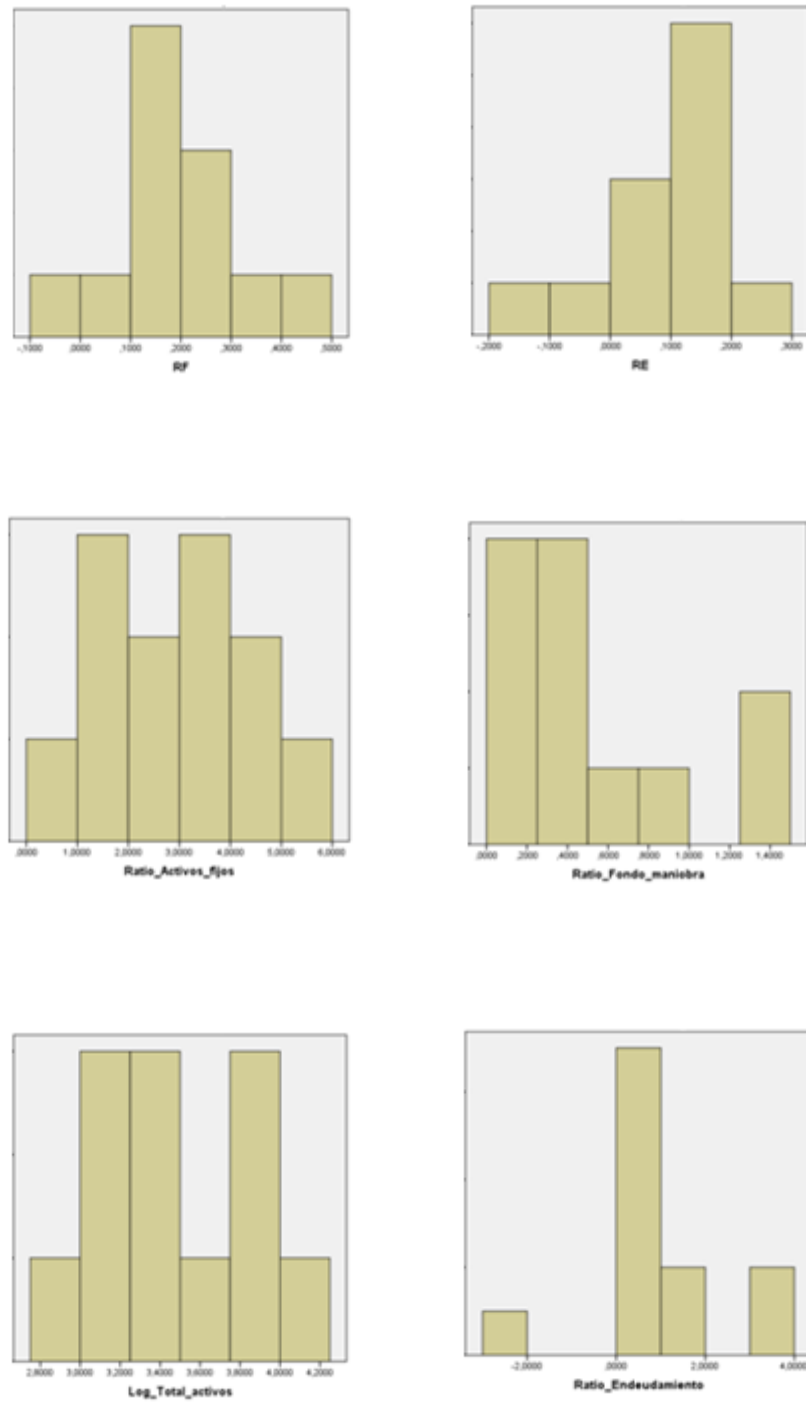 -,1000 ,0000 ,1000 ,2000 ,3000 ,4000 ,5000
RF
-,2000 -,1000 ,0000 ,1000 ,2000 ,3000
RE
,0000 1,0000 2,0000 3,0000 4,0000 5,0000 6,0000
Ratio_Activos_fijos
,0000 ,2000 ,4000 ,6000 ,8000 1,0000 1,2000 1,4000
Ratio_Fondo_maniobra
2,8000 3,0000 3,2000 3,4000 3,6000 3,8000 4,0000 4,2000
Log_Total_activos
-2,0000 ,0000 2,0000 4,0000
Ratio_Endeudamiento